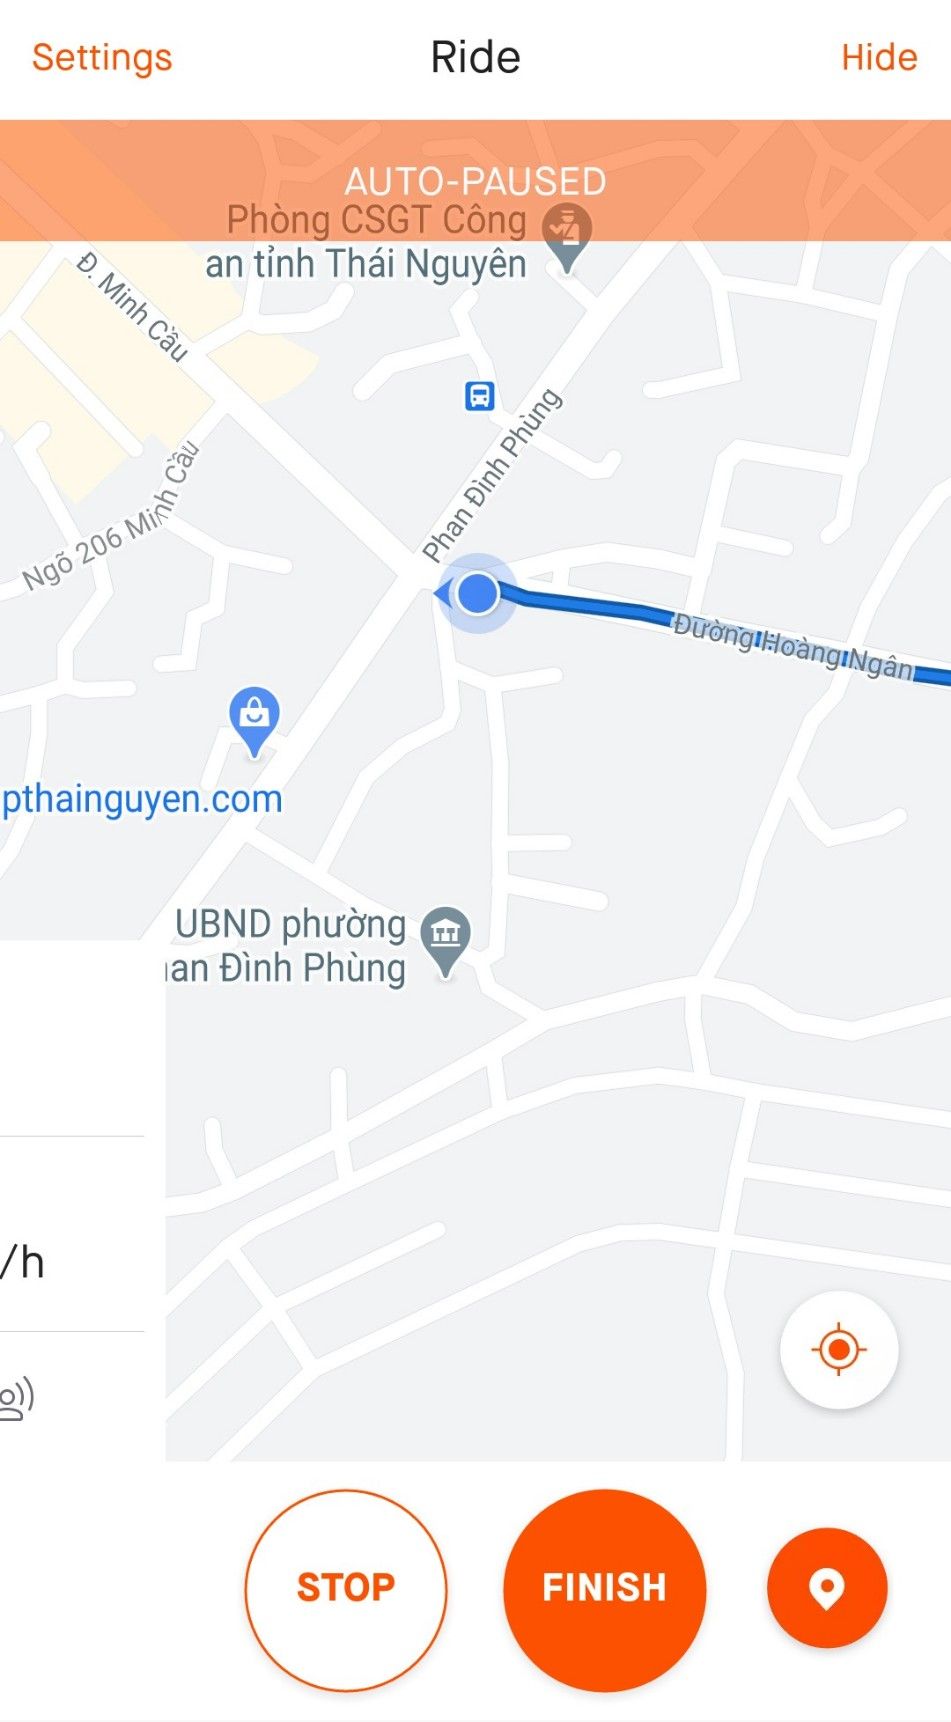 Settings
Ride
Hide
AUTO-PAUSED
Phòng CSGT Công
an tỉnh Thái Nguyên
Đ. Minh Cầu
Phan Đình Phùng
Ngõ 206 Minh Cầu
Đường Hoàng Ngân
pthainguyen.com
UBND phường
an Đình Phùng
/h
STOP
FINISH